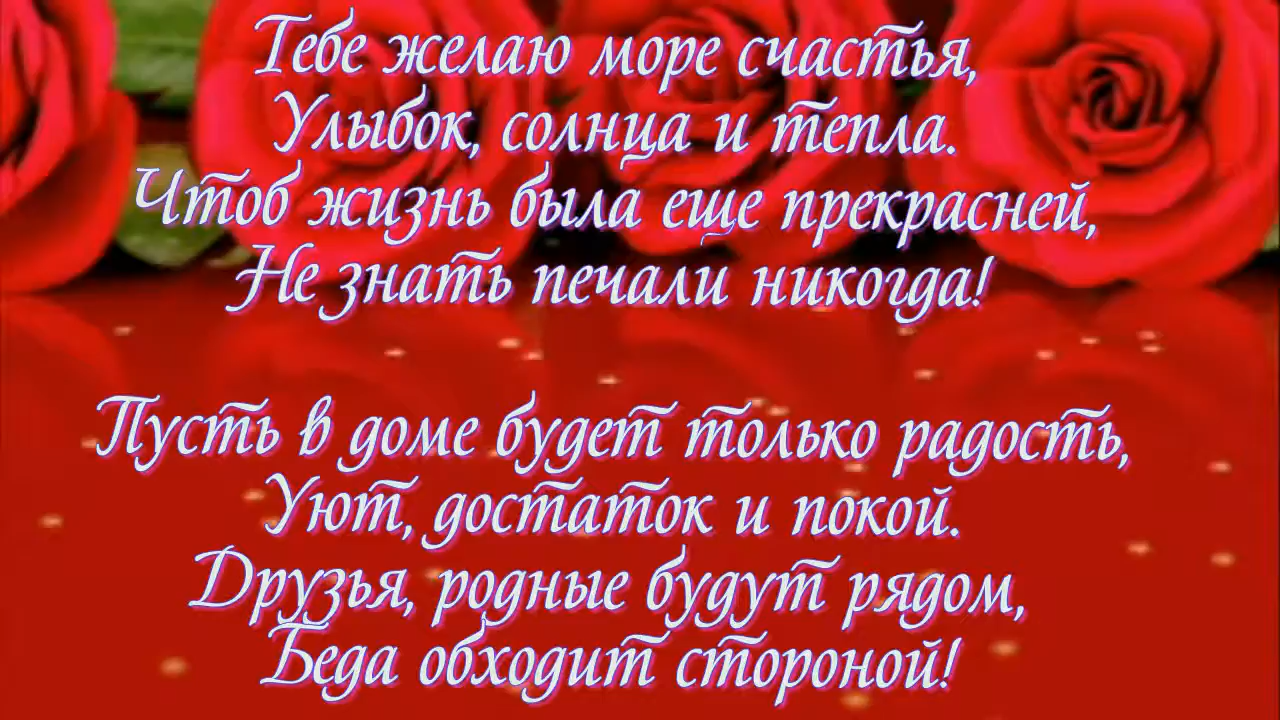 Тебе желаю море счастья,
Улыбок, солнца и тепла.
Чтоб жизнь была еще прекрасней,
Не знать печали никогда!
Пусть в доме будет только радость,
Уют, достаток и покой.
Друзья, родные будут рядом,
Беда обходит стороной!